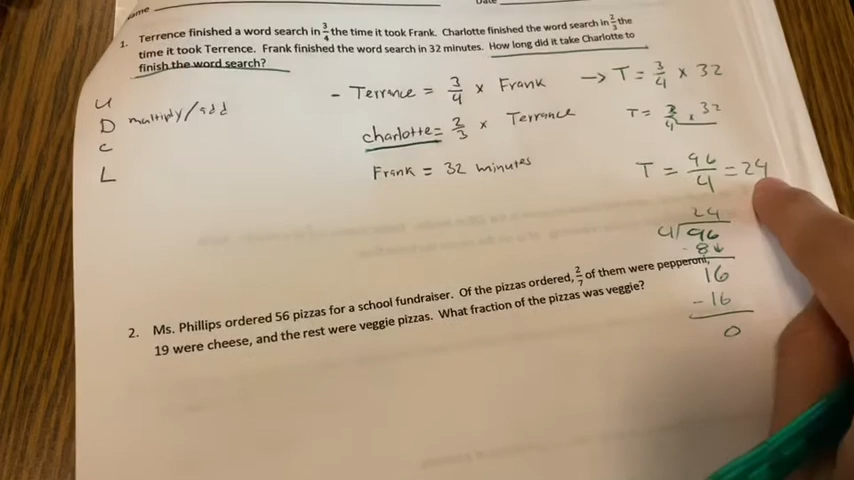 Name
Date
1. Terrence finished a word search in 3/4 the time it took Frank. Charlotte finished the word search in 2/3 the
time it took Terrence. Frank finished the word search in 32 minutes. How long did it take Charlotte to
finish the word search?
U
D multiply/add
C
L
- Terrance = 3/4 × Frank → T = 3/4 × 32
charlotte = 2/3 × Terrance
T = 3/4 × 32
Frank = 32 minutes
T = 96/4 = 24
24
4)96
- 8↓
16
- 16
0
2. Ms. Phillips ordered 56 pizzas for a school fundraiser. Of the pizzas ordered, 2/7 of them were pepperoni,
19 were cheese, and the rest were veggie pizzas. What fraction of the pizzas was veggie?